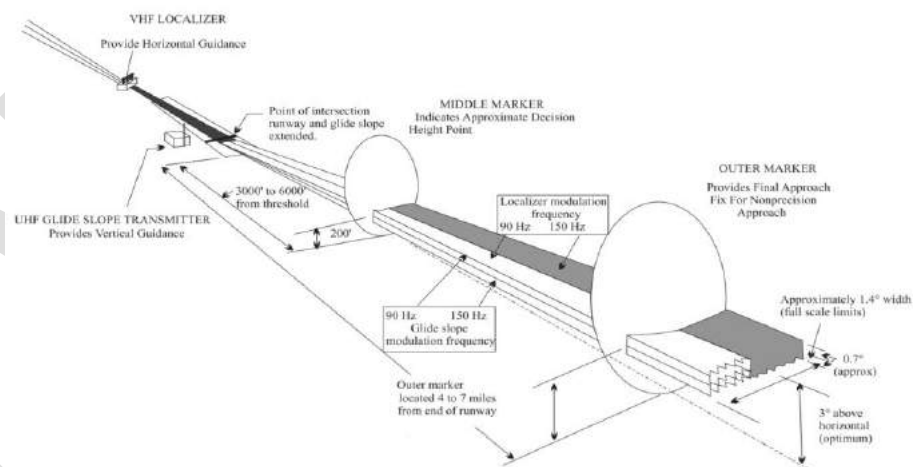 VHF LOCALIZER
Provide Horizontal Guidance
Point of intersection
runway and glide slope
extended.
MIDDLE MARKER
Indicates Approximate Decision
Height Point
OUTER MARKER
Provides Final Approach
Fix For Nonprecision
Approach
3000' to 6000'
from threshold
UHF GLIDE SLOPE TRANSMITTER
Provides Vertical Guidance
200'
Localizer modulation
frequency
90 Hz 150 Hz
90 Hz 150 Hz
Glide slope
modulation frequency
Approximately 1.4° width
(full scale limits)
0.7°
(approx)
Outer marker
located 4 to 7 miles
from end of runway
3° above
horizontal
(optimum)